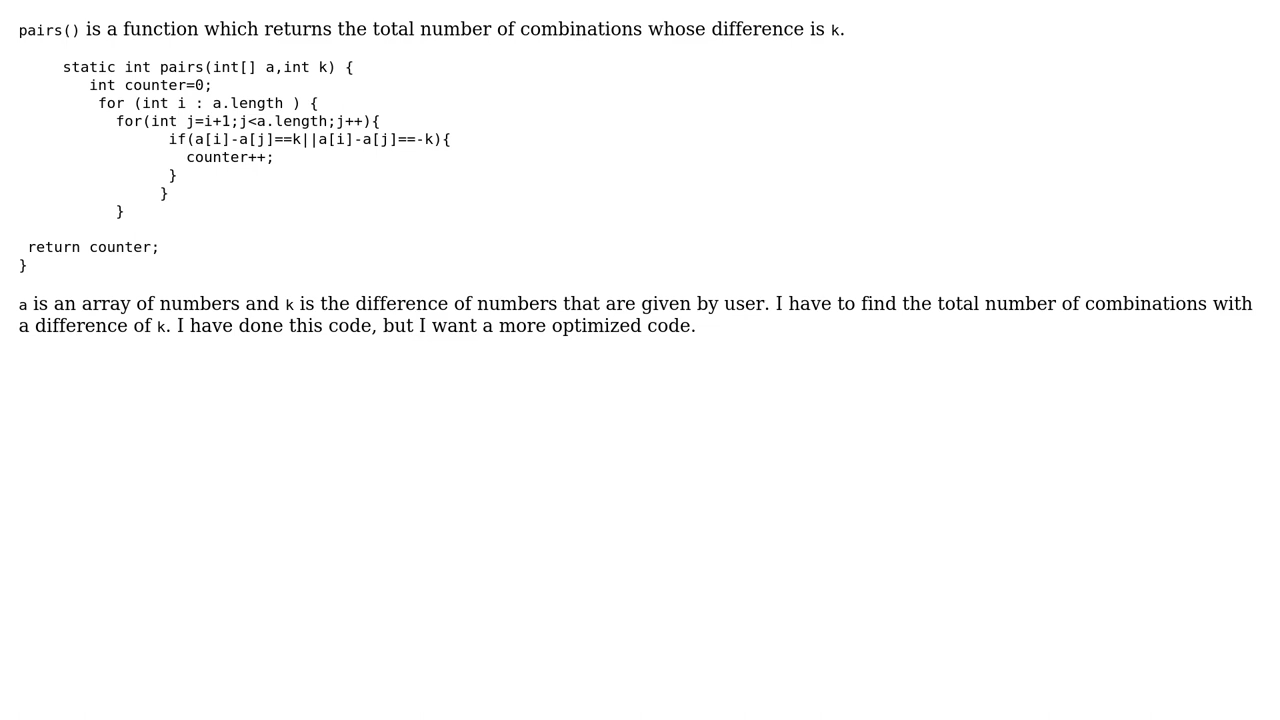 pairs() is a function which returns the total number of combinations whose difference is k.
static int pairs(int[] a,int k) {
int counter=0;
for (int i : a.length ) {
for(int j=i+1;j<a.length;j++){
if(a[i]-a[j]==k||a[i]-a[j]==-k){
counter++;
}
}
}
return counter;
}
a is an array of numbers and k is the difference of numbers that are given by user. I have to find the total number of combinations with
a difference of k. I have done this code, but I want a more optimized code.